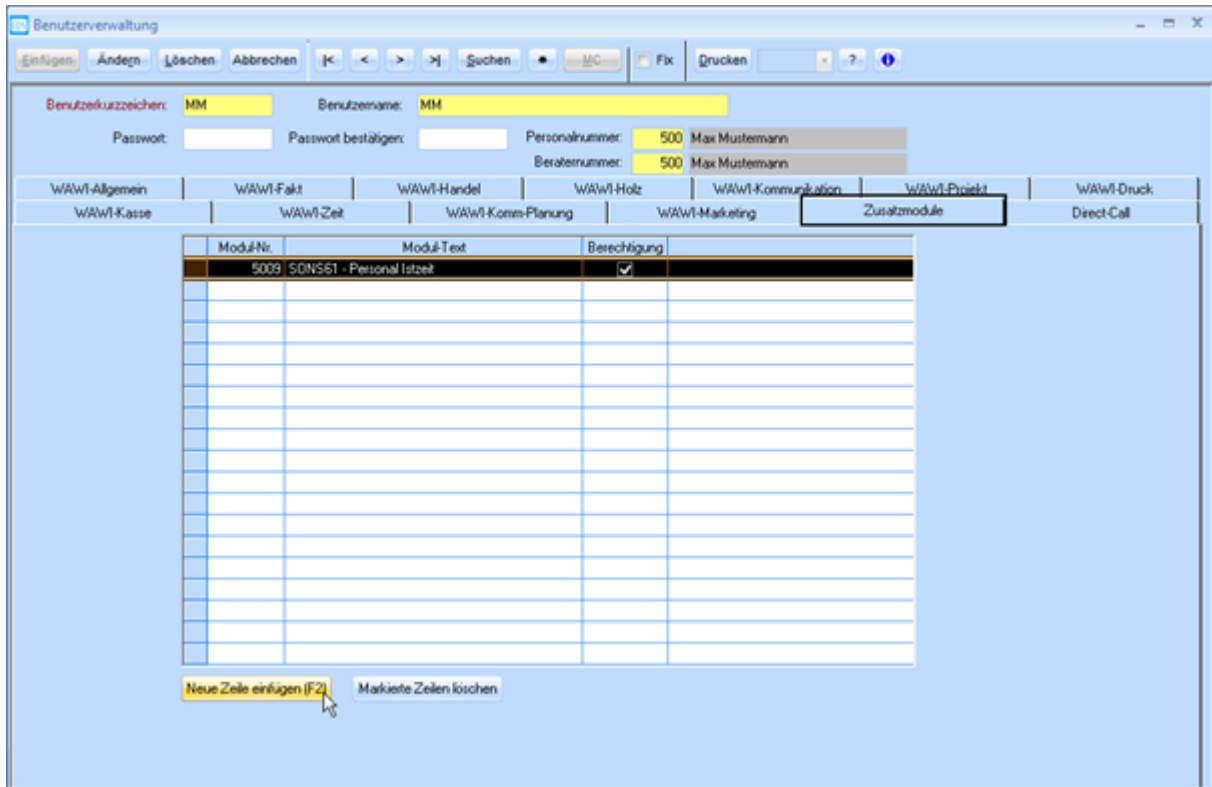 Benutzerverwaltung
Einfügen Ändern Löschen Abbrechen |< < > >| Suchen * MC Fix Drucken ? i
Benutzerkurzzeichen: MM Benutzername: MM
Passwort: Passwort bestätigen: Personalnummer: 500 Max Mustermann
Beraternummer: 500 Max Mustermann
WAWI-Allgemein WAWI-Fakt WAWI-Handel WAWI-Holz WAWI-Kommunikation WAWI-Projekt WAWI-Druck
WAWI-Kasse WAWI-Zeit WAWI-Komm-Planung WAWI-Marketing Zusatzmodule Direct-Call
Modul-Nr. Modul-Text Berechtigung
5009 SONS61 - Personal Istzeit
Neue Zeile einfügen (F2) Markierte Zeilen löschen